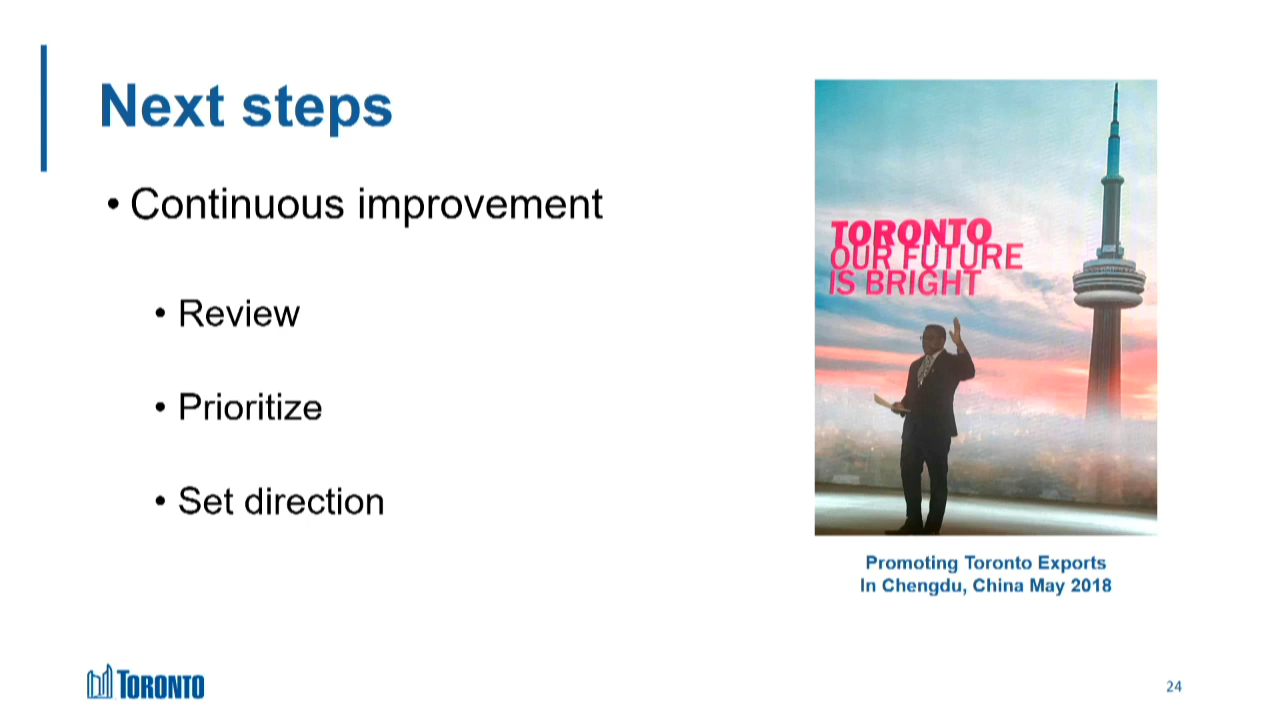 Next steps
• Continuous improvement
• Review
• Prioritize
• Set direction
TORONTO
OUR FUTURE
IS BRIGHT
Promoting Toronto Exports
In Chengdu, China May 2018
TORONTO
24